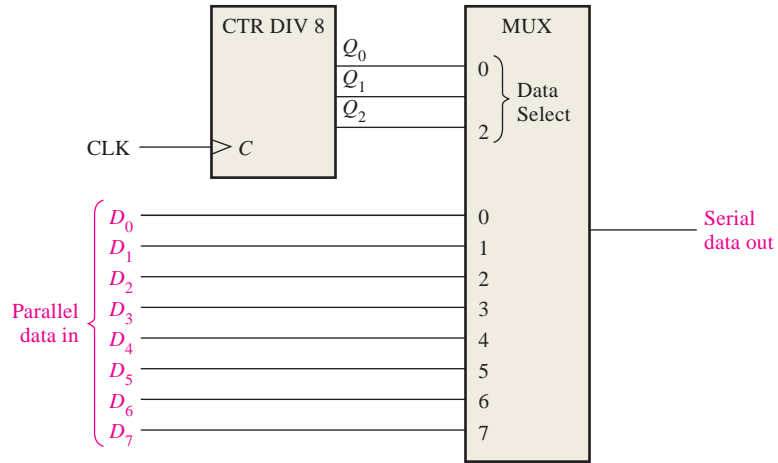 CTR DIV 8
MUX
Q0
Q1
Q2
0
2
Data
Select
CLK
C
D0
D1
D2
D3
D4
D5
D6
D7
Parallel
data in
0
1
2
3
4
5
6
7
Serial
data out